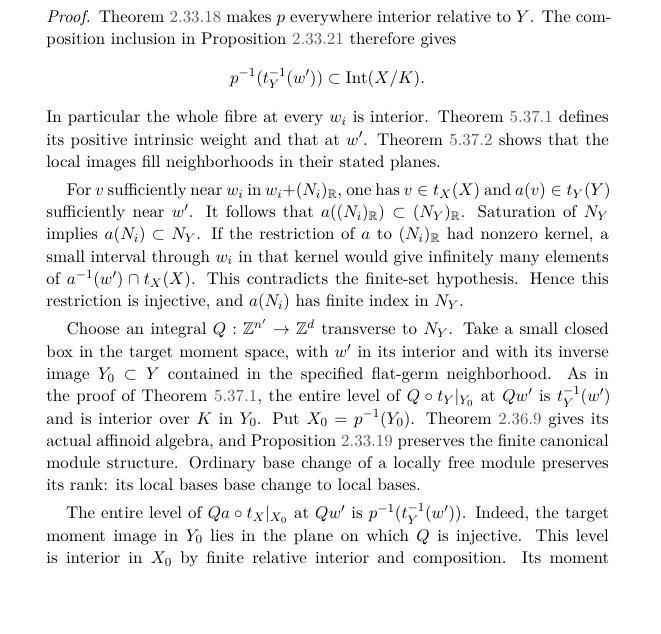 Proof. Theorem 2.33.18 makes p everywhere interior relative to Y. The com-
position inclusion in Proposition 2.33.21 therefore gives
p⁻¹(t_Y⁻¹(w′)) ⊂ Int(X/K).
In particular the whole fibre at every w_i is interior. Theorem 5.37.1 defines
its positive intrinsic weight and that at w′. Theorem 5.37.2 shows that the
local images fill neighborhoods in their stated planes.
For v sufficiently near w_i in w_i+(N_i)_ℝ, one has v ∈ t_X(X) and a(v) ∈ t_Y(Y)
sufficiently near w′. It follows that a((N_i)_ℝ) ⊂ (N_Y)_ℝ. Saturation of N_Y
implies a(N_i) ⊂ N_Y. If the restriction of a to (N_i)_ℝ had nonzero kernel, a
small interval through w_i in that kernel would give infinitely many elements
of a⁻¹(w′) ∩ t_X(X). This contradicts the finite-set hypothesis. Hence this
restriction is injective, and a(N_i) has finite index in N_Y.
Choose an integral Q : ℤ^{n′} → ℤ^d transverse to N_Y. Take a small closed
box in the target moment space, with w′ in its interior and with its inverse
image Y₀ ⊂ Y contained in the specified flat-germ neighborhood. As in
the proof of Theorem 5.37.1, the entire level of Q ∘ t_Y|_{Y₀} at Qw′ is t_Y⁻¹(w′)
and is interior over K in Y₀. Put X₀ = p⁻¹(Y₀). Theorem 2.36.9 gives its
actual affinoid algebra, and Proposition 2.33.19 preserves the finite canonical
module structure. Ordinary base change of a locally free module preserves
its rank: its local bases base change to local bases.
The entire level of Qa ∘ t_X|_{X₀} at Qw′ is p⁻¹(t_Y⁻¹(w′)). Indeed, the target
moment image in Y₀ lies in the plane on which Q is injective. This level
is interior in X₀ by finite relative interior and composition. Its moment